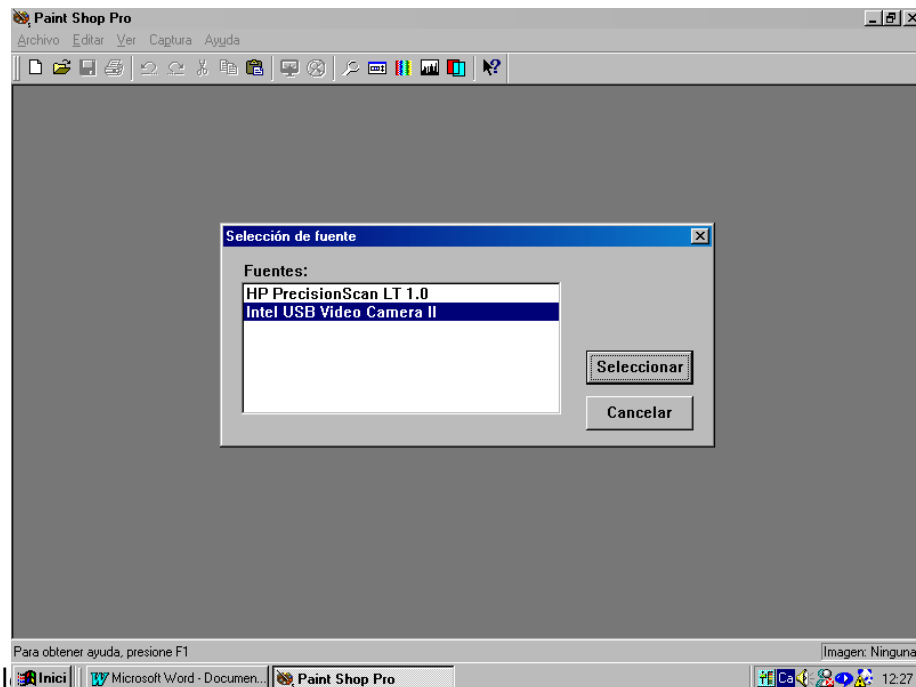 Paint Shop Pro
Archivo Editar Ver Captura Ayuda
Selección de fuente
Fuentes:
HP PrecisionScan LT 1.0
Intel USB Video Camera II
Seleccionar
Cancelar
Para obtener ayuda, presione F1 Imagen: Ninguna
Inici Microsoft Word - Documen... Paint Shop Pro Ca 12:27